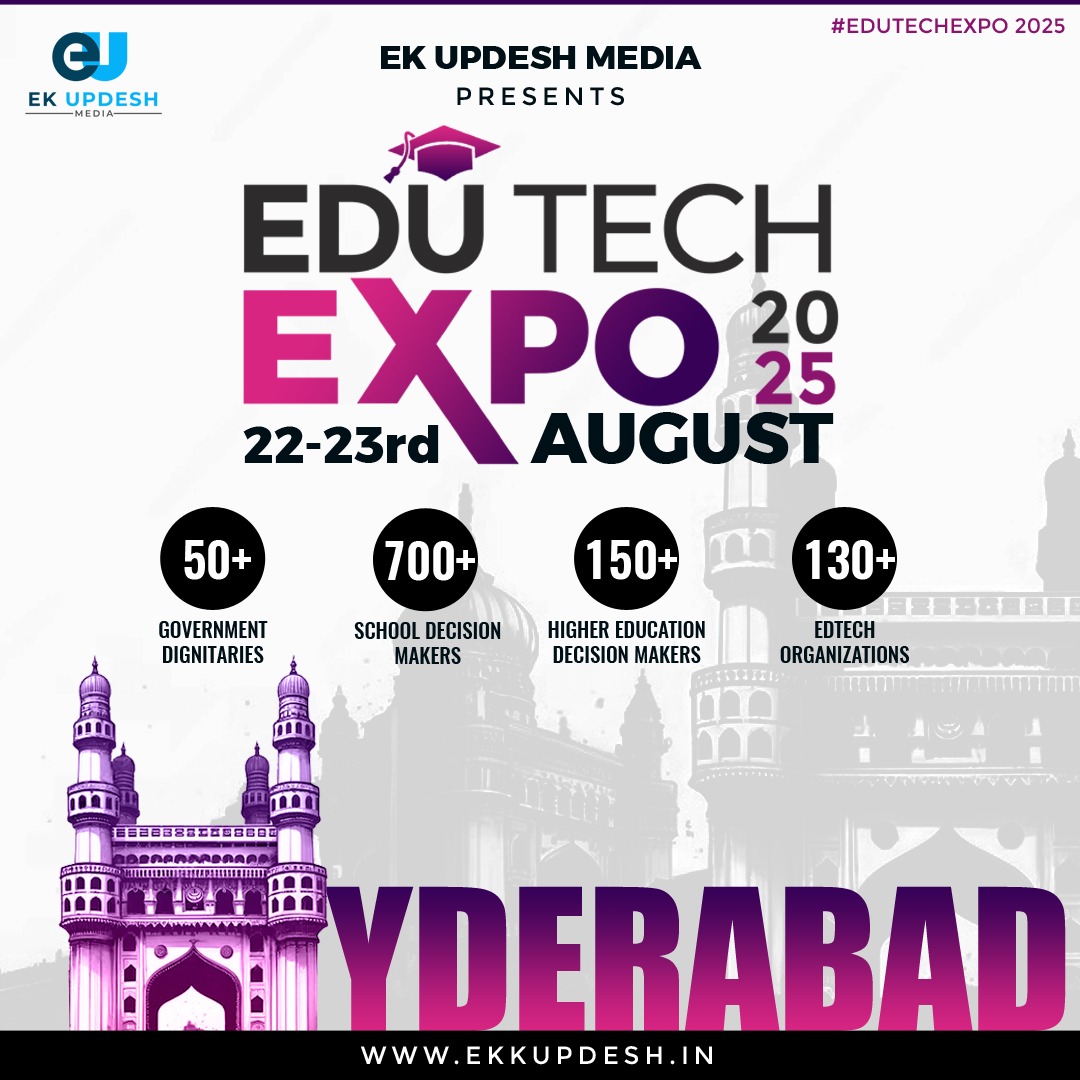 #EDUTECHEXPO 2025
eU
EK UPDESH
MEDIA
EK UPDESH MEDIA
PRESENTS
EDU TECH
EXPO 20
25
22-23rd AUGUST
50+
GOVERNMENT
DIGNITARIES
700+
SCHOOL DECISION
MAKERS
150+
HIGHER EDUCATION
DECISION MAKERS
130+
EDTECH
ORGANIZATIONS
YDERABAD
WWW.EKKUPDESH.IN